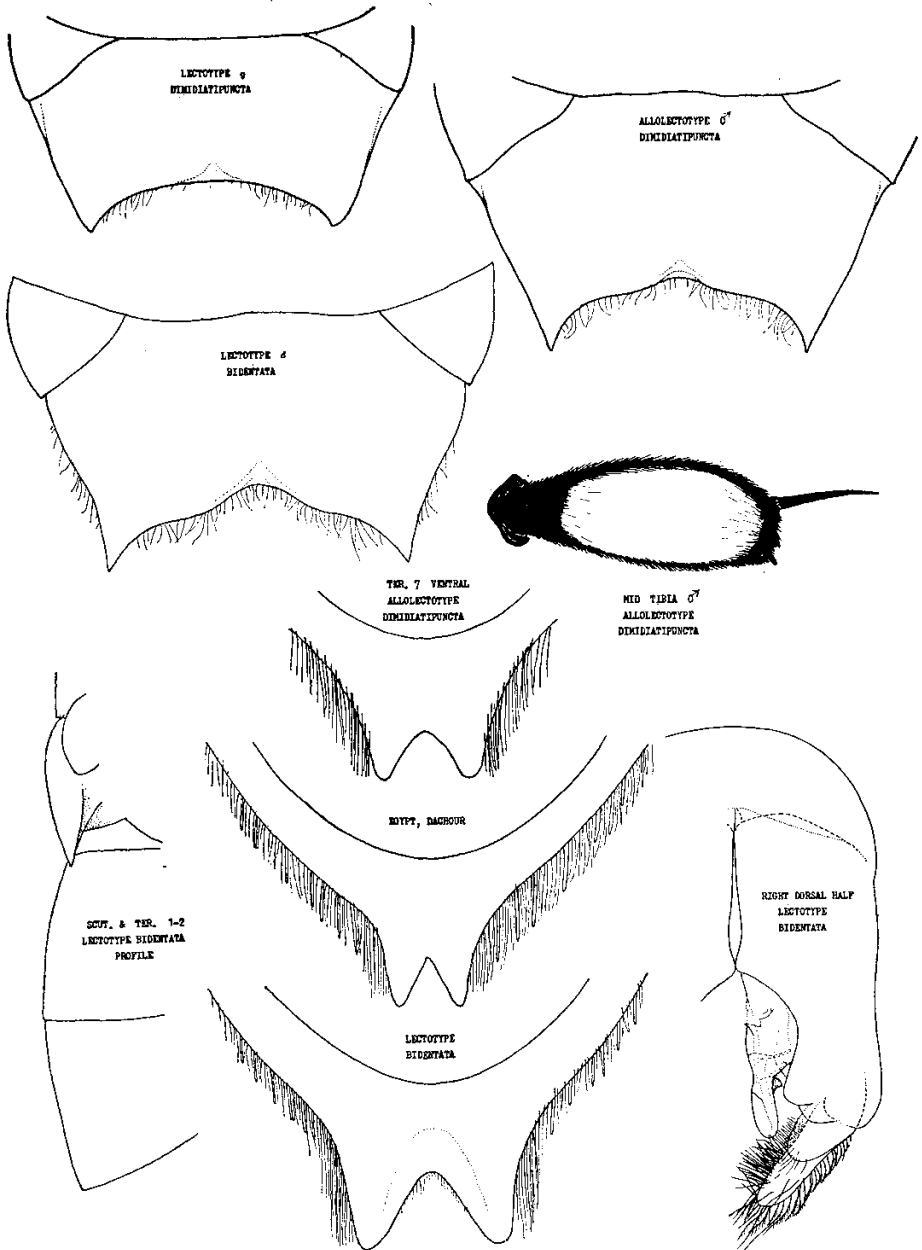 LECTOTYPE ♀
DIMIDIATIPUNCTA
ALLOLECTOTYPE ♂
DIMIDIATIPUNCTA
LECTOTYPE ♂
BIDENTATA
TER. 7 VENTRAL
ALLOLECTOTYPE
DIMIDIATIPUNCTA
MID TIBIA ♂
ALLOLECTOTYPE
DIMIDIATIPUNCTA
EGYPT, DACHOUR
SCUT. & TER. 1-2
LECTOTYPE BIDENTATA
PROFILE
RIGHT DORSAL HALF
LECTOTYPE
BIDENTATA
LECTOTYPE
BIDENTATA